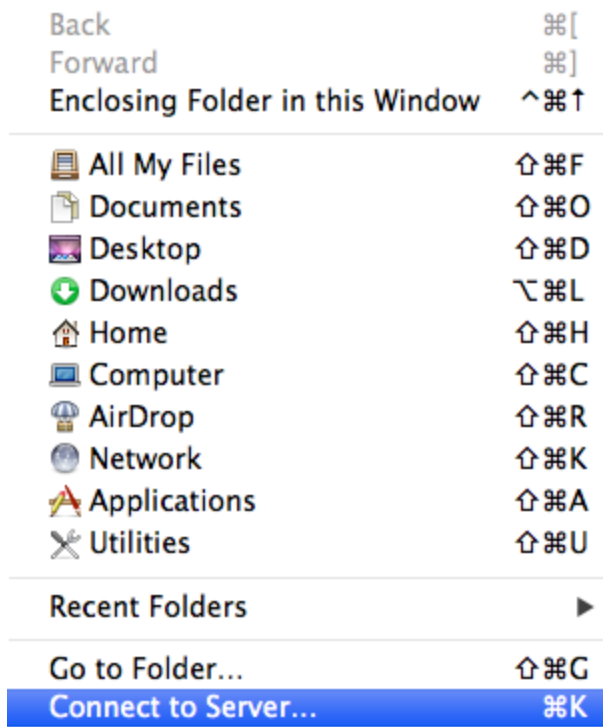 Back ⌘[
Forward ⌘]
Enclosing Folder in this Window ^⌘↑
All My Files ⇧⌘F
Documents ⇧⌘O
Desktop ⇧⌘D
Downloads ⌥⌘L
Home ⇧⌘H
Computer ⇧⌘C
AirDrop ⇧⌘R
Network ⇧⌘K
Applications ⇧⌘A
Utilities ⇧⌘U
Recent Folders ▶
Go to Folder... ⇧⌘G
Connect to Server... ⌘K